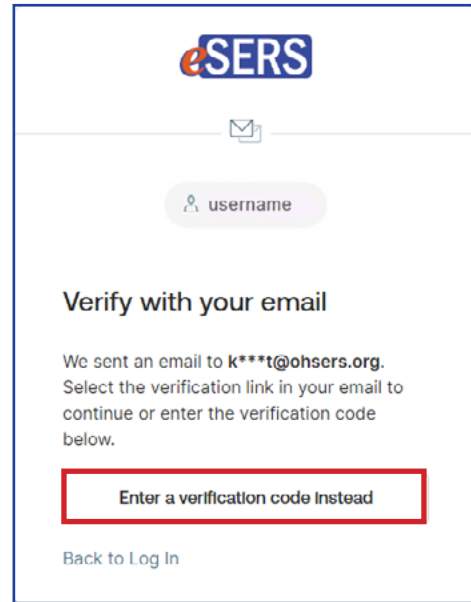 eSERS
username
Verify with your email
We sent an email to k***t@ohsers.org.
Select the verification link in your email to
continue or enter the verification code
below.
Enter a verification code instead
Back to Log In